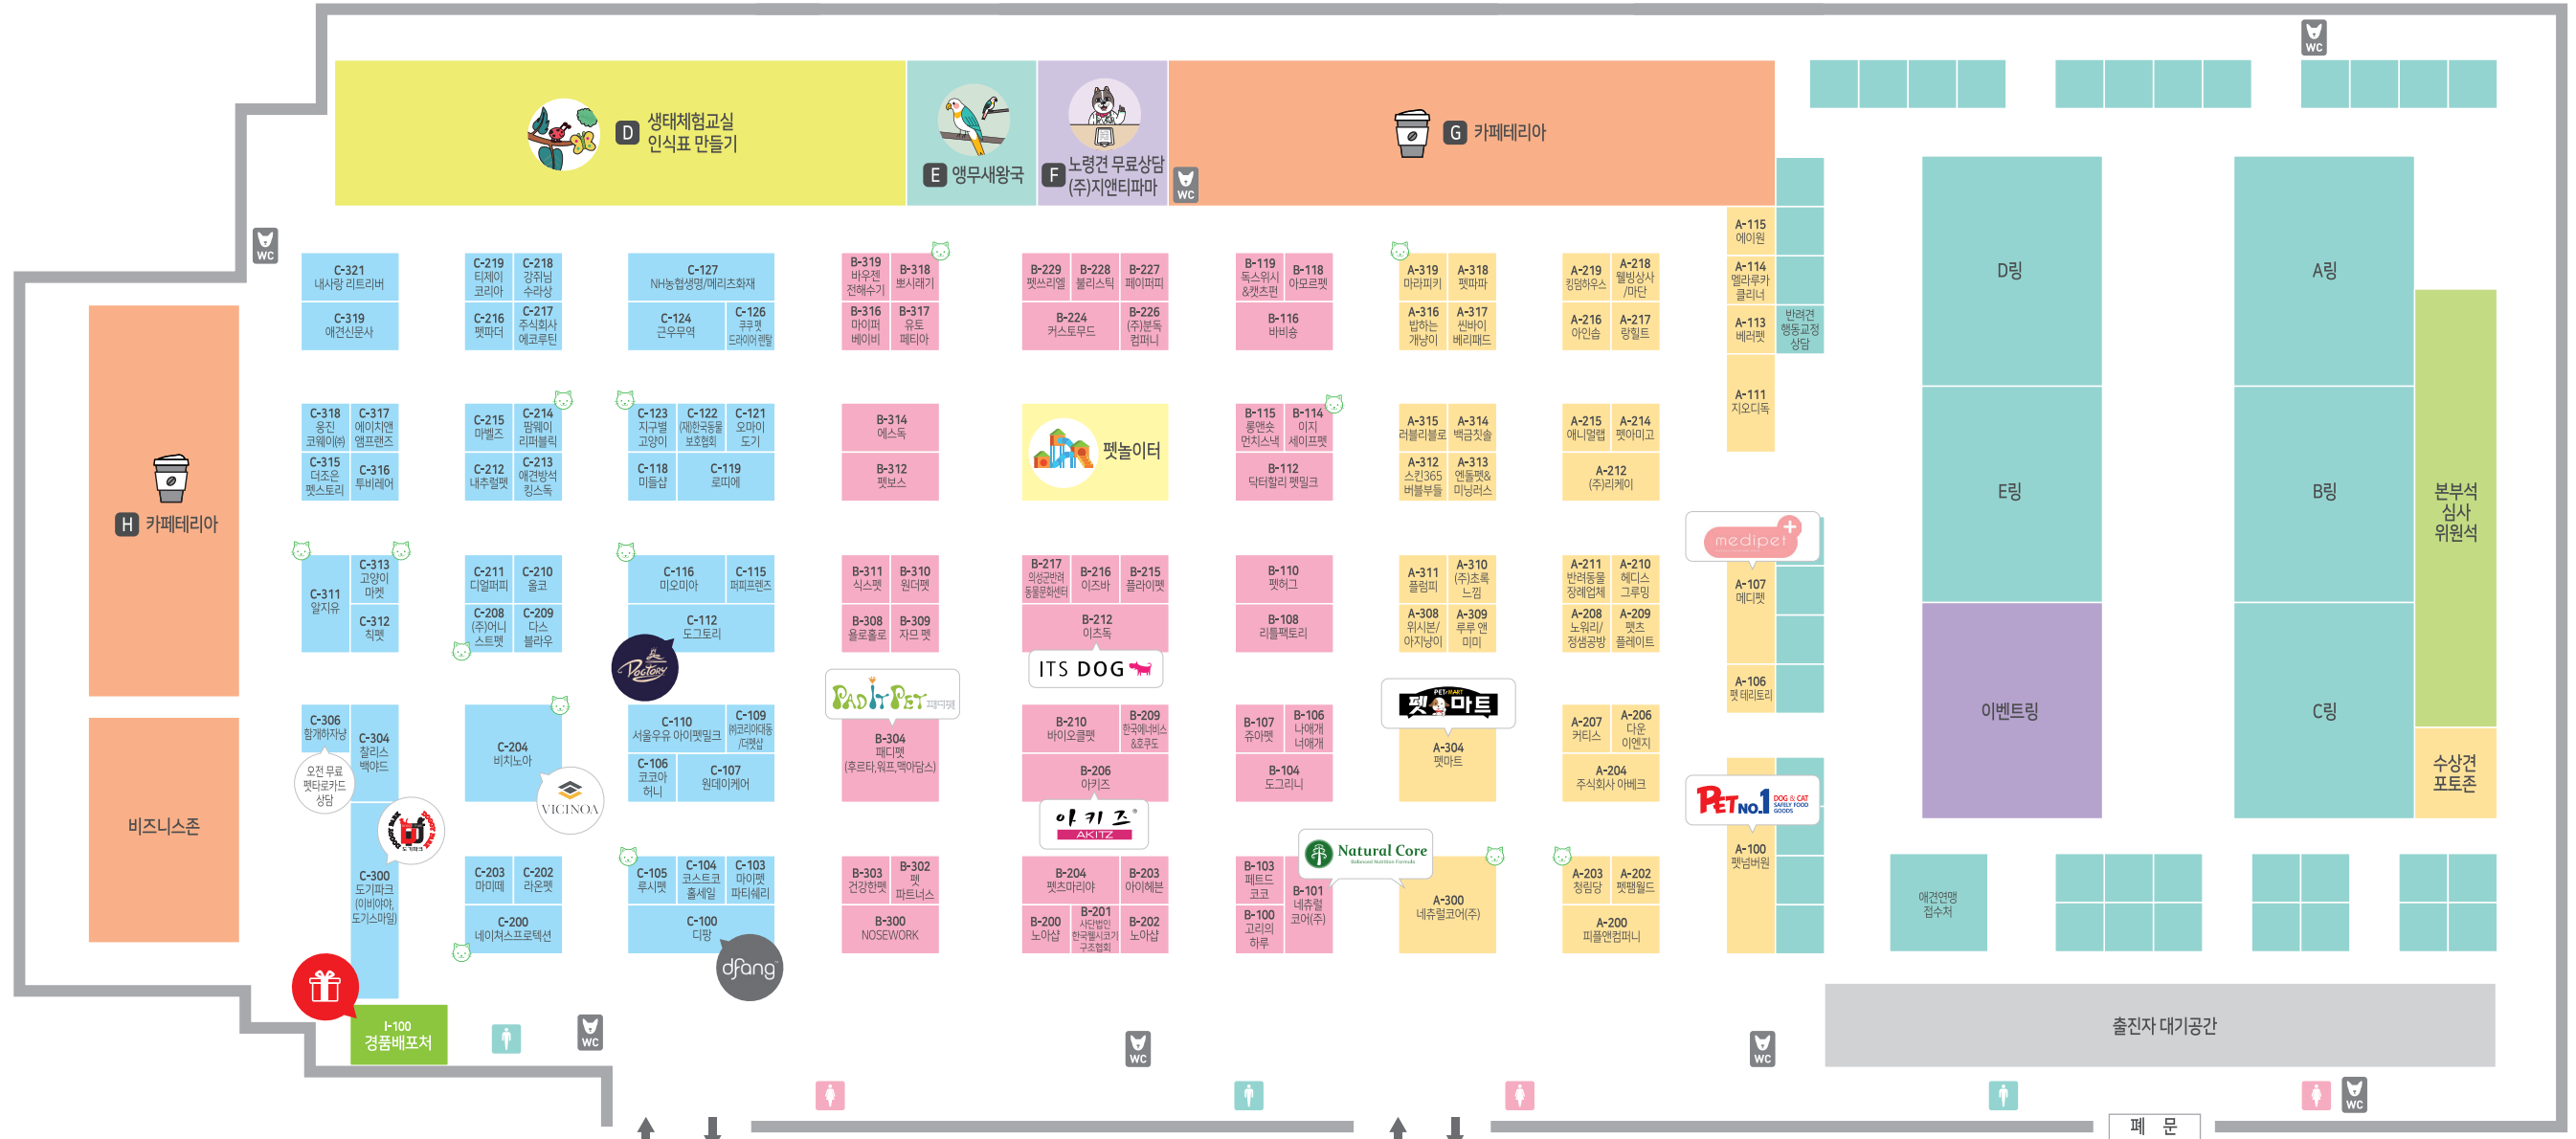 WC
D 생태체험교실
인식표 만들기
E 앵무새왕국
F 노령견 무료상담
(주)지앤티파마
WC
G 카페테리아
WC
C-321
내사랑 리트리버
C-319
애견신문사
C-219
티제이
코리아
C-218
강쥐님
수라상
C-216
펫파더
C-217
주식회사
에코루틴
C-127
NH농협생명/메리츠화재
C-124
근우무역
C-126
쿠쿠 펫
드라이어 렌탈
B-319
바우젠
전해수기
B-318
뽀시래기
B-316
마이퍼
베이비
B-317
유토
페티아
B-229
펫쓰리엘
B-228
불리스틱
B-227
페이퍼피
B-224
커스토무드
B-226
(주)분독
컴퍼니
B-119
독스위시
&캣츠펀
B-118
아모르펫
B-116
바비숑
A-319
마라피키
A-318
펫파파
A-316
밥하는
개냥이
A-317
씬바이
베리패드
A-219
킹덤하우스
A-218
웰빙상사
/마단
A-216
아인솝
A-217
랑힐트
A-115
에이원
A-114
멜라루카
클리너
A-113
베러펫
A-111
지오디독
반려견
행동교정
상담
D링
A링
C-318
웅진
코웨이㈜
C-317
에이치앤
앰프랜즈
C-315
더조은
펫스토리
C-316
투비레어
C-215
마벨즈
C-214
팜웨이
리퍼블릭
C-212
내추럴펫
C-213
애견방석
킹스독
C-123
지구별
고양이
C-122
(재)한국동물
보호협회
C-121
오마이
도기
C-118
미들샵
C-119
로띠에
B-314
에스독
B-312
펫보스
펫놀이터
B-115
롱앤숏
먼치스낵
B-114
이지
세이프펫
B-112
닥터할리 펫밀크
A-315
러블리블로
A-314
백금칫솔
A-312
스킨365
버블부들
A-313
엔돌펫&
미닝러스
A-215
애니멀랩
A-214
펫아미고
A-212
(주)리케이
E링
B링
본부석
심사
위원석
H 카페테리아
C-311
알지유
C-313
고양이
마켓
C-312
칙펫
C-211
디얼퍼피
C-210
올코
C-208
(주)어니
스트펫
C-209
다스
블라우
C-116
미오미아
C-115
퍼피프렌즈
C-112
도그토리
DOGTORY
B-311
식스펫
B-310
원더펫
B-308
욜로홀로
B-309
자므 펫
B-217
의성군반려
동물문화센터
B-216
이즈바
B-215
플라이펫
B-212
이츠독
ITS DOG
B-110
펫허그
B-108
리틀팩토리
A-311
플럼피
A-310
(주)초록
느낌
A-308
위시본/
아지냥이
A-309
루루 앤
미미
A-211
반려동물
장례업체
A-210
헤디스
그루밍
A-208
노워리/
정샘공방
A-209
펫츠
플레이트
medipet
A-107
메디펫
A-106
펫 테리토리
이벤트링
C링
수상견
포토존
비즈니스존
C-306
함개하자냥
오전 무료
펫타로카드
상담
C-304
찰리스
백야드
DOGGY PARK
도기파크
C-300
도기파크
(이비야야,
도기스마일)
C-204
비치노아
VICINOA
C-110
서울우유 아이펫밀크
C-109
㈜코리아대동
/더펫샵
C-106
코코아
허니
C-107
원데이케어
PAD IT PET 패디펫
B-304
패디펫
(후르타,워프,맥아담스)
B-210
바이오클펫
B-209
한국에너비스
&호쿠도
B-206
아키즈
아키즈
AKITZ
B-107
쥬아펫
B-106
나애개
너애개
B-104
도그리니
PET MART
펫마트
A-304
펫마트
A-207
커티스
A-206
다운
이엔지
A-204
주식회사 아베크
PET NO.1 DOG & CAT
SAFELY FOOD
GOODS
A-100
펫넘버원
C-203
마미떼
C-202
라온펫
C-200
네이쳐스프로텍션
C-105
루시펫
C-104
코스트코
홀세일
C-103
마이펫
파티쉐리
C-100
디팡
dfang
B-303
건강한펫
B-302
펫
파트너스
B-300
NOSEWORK
B-204
펫츠마리야
B-203
아이헤븐
B-200
노아샵
B-201
사단법인
한국웰시코기
구조협회
B-202
노아샵
B-103
페트드
코코
B-100
고리의
하루
B-101
네츄럴
코어(주)
Natural Core
Balanced Nutrition Formula
A-300
네츄럴코어(주)
A-203
청림당
A-202
펫팸월드
A-200
피플앤컴퍼니
애견연맹
접수처
출진자 대기공간
I-100
경품배포처
WC
WC
WC
WC
폐 문